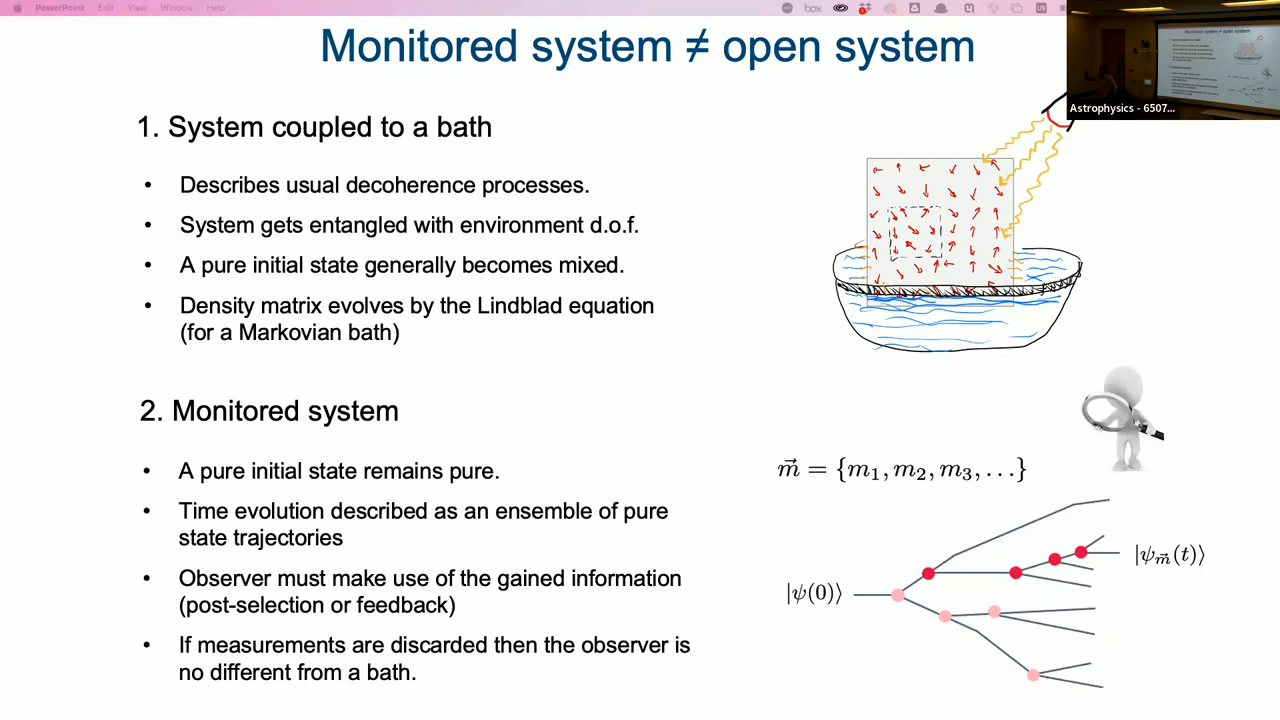 PowerPoint Edit View Window Help
box
Monitored system ≠ open system
Astrophysics - 6507...
1. System coupled to a bath
• Describes usual decoherence processes.
• System gets entangled with environment d.o.f.
• A pure initial state generally becomes mixed.
• Density matrix evolves by the Lindblad equation
(for a Markovian bath)
2. Monitored system
• A pure initial state remains pure.
• Time evolution described as an ensemble of pure
state trajectories
• Observer must make use of the gained information
(post-selection or feedback)
• If measurements are discarded then the observer is
no different from a bath.
m⃗ = {m₁, m₂, m₃, …}
|ψ_m⃗(t)⟩
|ψ(0)⟩